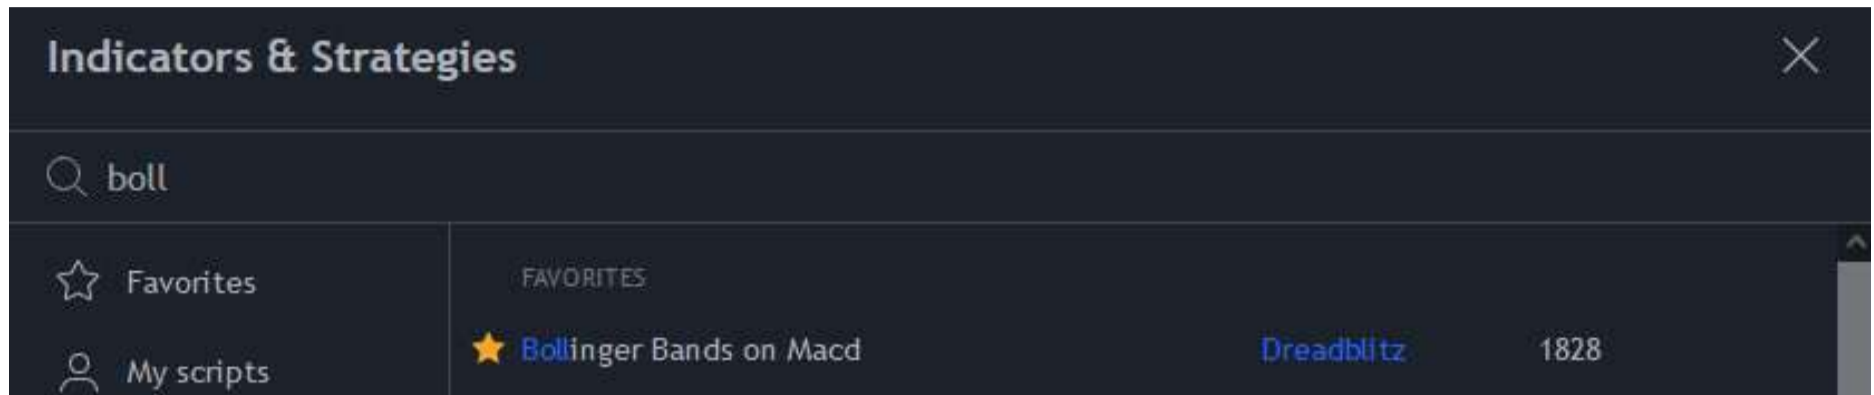 Indicators & Strategies
boll
Favorites
FAVORITES
Bollinger Bands on Macd Dreadblitz 1828
My scripts